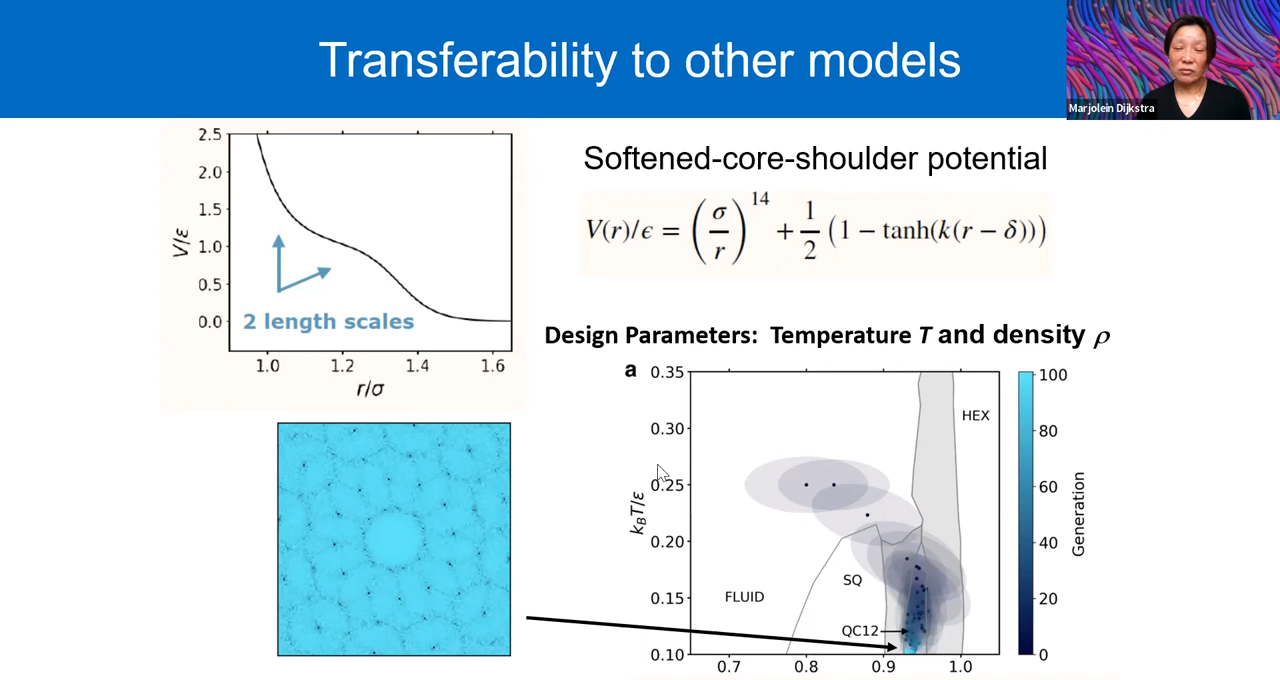 Transferability to other models
Marjolein Dijkstra
2.5
2.0
1.5
1.0
0.5
0.0
V/ε
2 length scales
1.0 1.2 1.4 1.6
r/σ
Softened-core-shoulder potential
V(r)/ϵ = (σ/r)^14 + 1/2 (1 − tanh(k(r − δ)))
Design Parameters: Temperature T and density ρ
a
0.35
0.30
0.25
0.20
0.15
0.10
k_BT/ε
HEX
SQ
FLUID
QC12
0.7 0.8 0.9 1.0
100
80
60
40
20
0
Generation